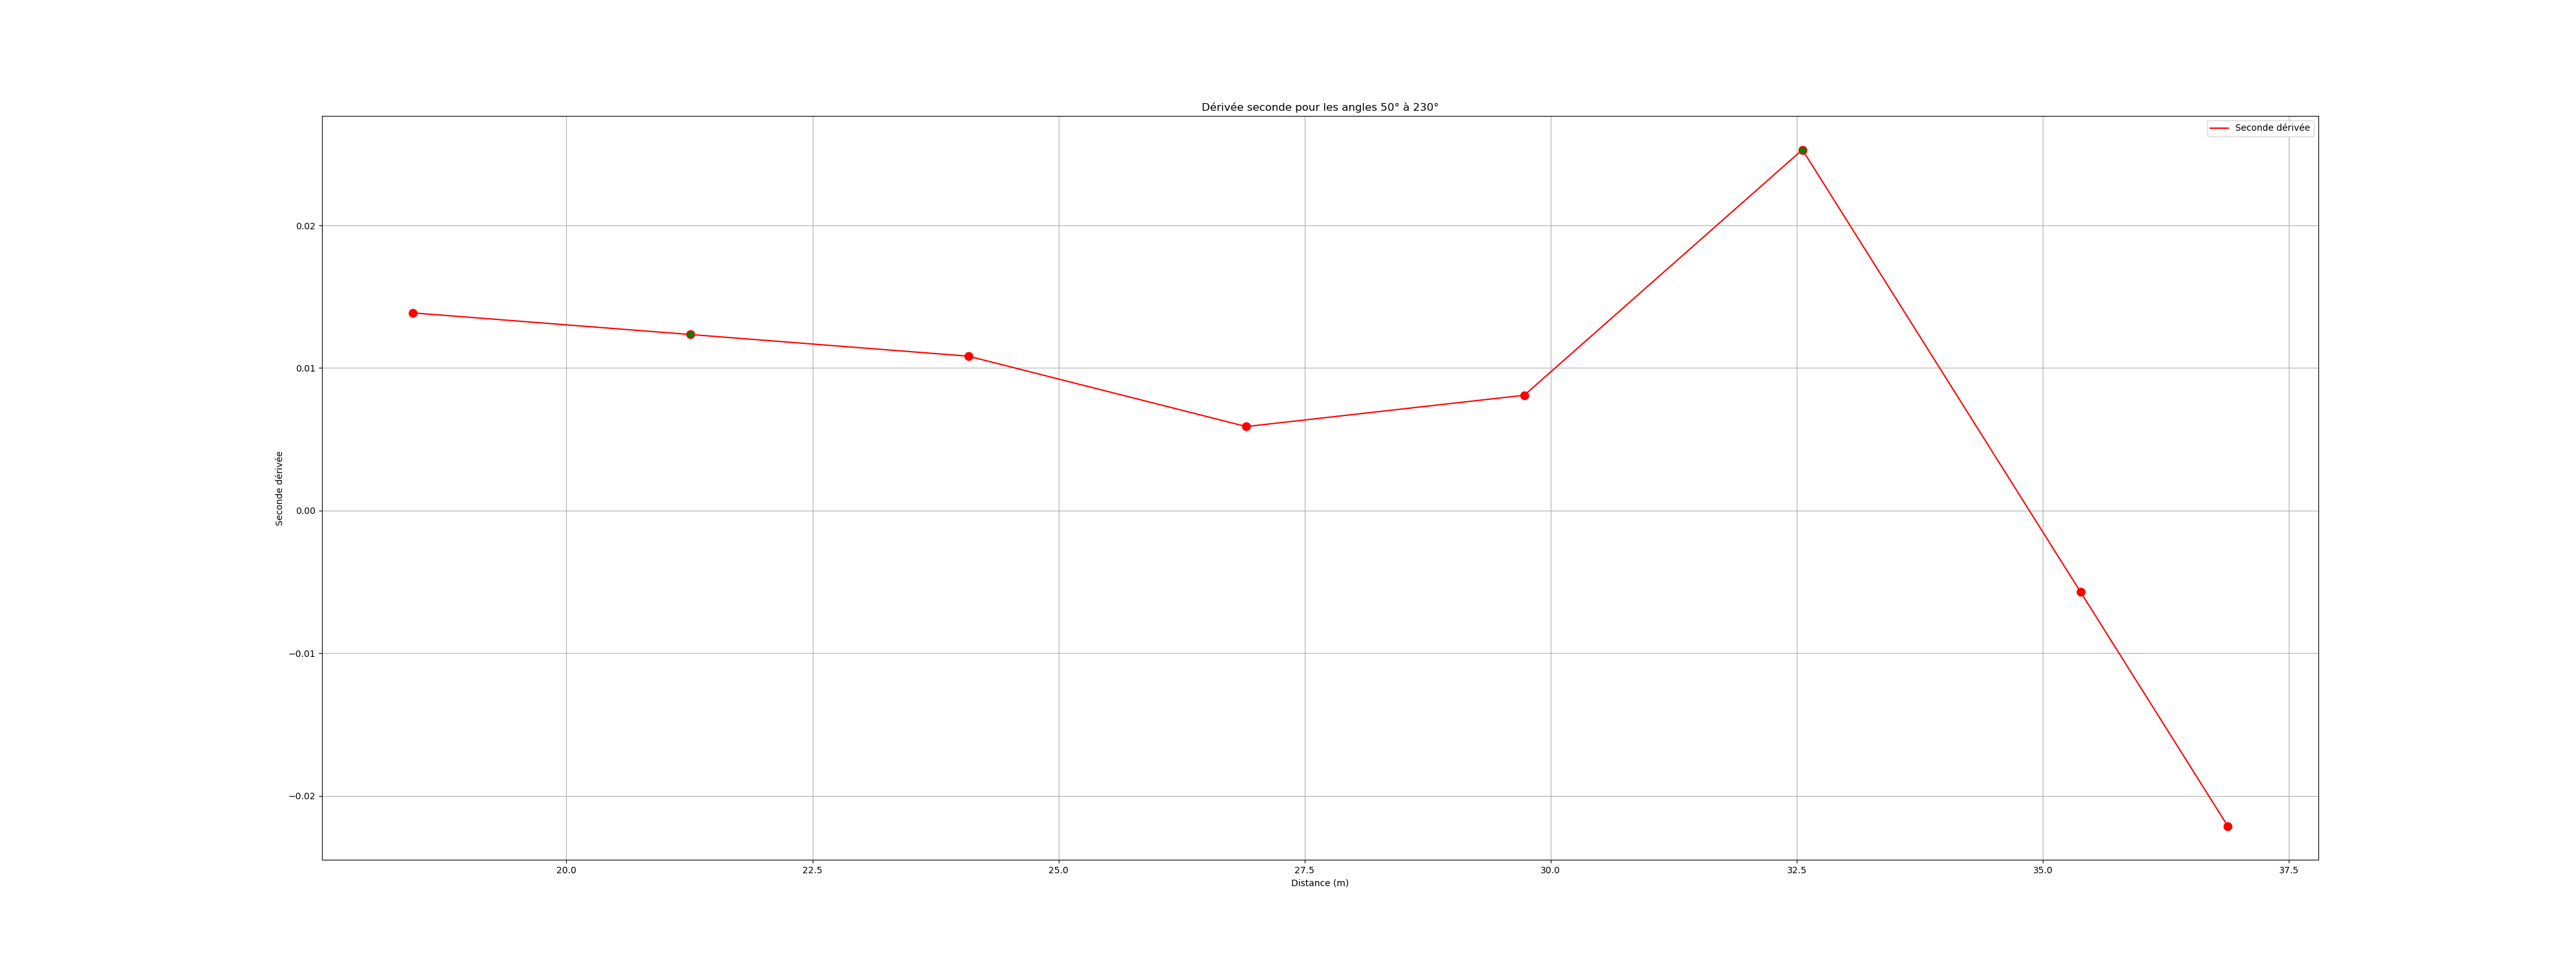 Dérivée seconde pour les angles 50° à 230°
Seconde dérivée
Seconde dérivée
0.02
0.01
0.00
−0.01
−0.02
20.0 22.5 25.0 27.5 30.0 32.5 35.0 37.5
Distance (m)